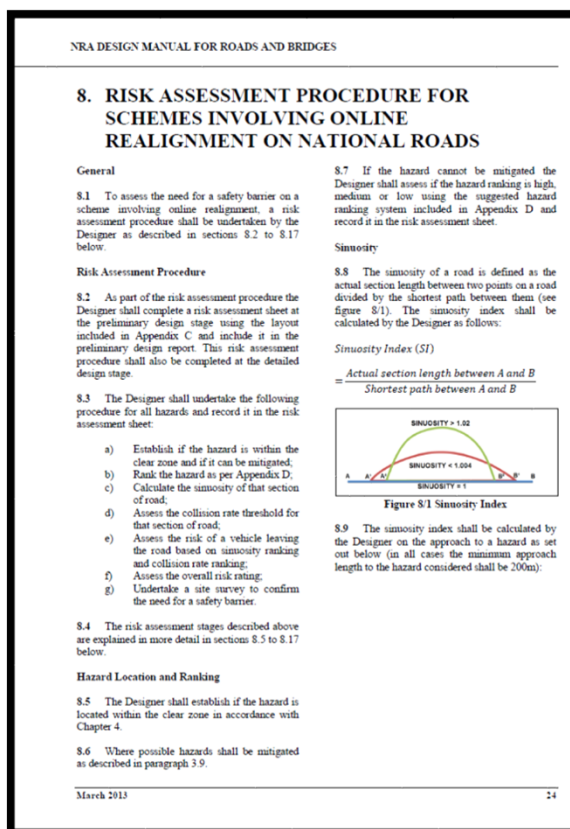 NRA DESIGN MANUAL FOR ROADS AND BRIDGES
8. RISK ASSESSMENT PROCEDURE FOR
SCHEMES INVOLVING ONLINE
REALIGNMENT ON NATIONAL ROADS
General
8.1 To assess the need for a safety barrier on a
scheme involving online realignment, a risk
assessment procedure shall be undertaken by the
Designer as described in sections 8.2 to 8.17
below.
Risk Assessment Procedure
8.2 As part of the risk assessment procedure the
Designer shall complete a risk assessment sheet at
the preliminary design stage using the layout
included in Appendix C and include it in the
preliminary design report. This risk assessment
procedure shall also be completed at the detailed
design stage.
8.3 The Designer shall undertake the following
procedure for all hazards and record it in the risk
assessment sheet:
a) Establish if the hazard is within the
clear zone and if it can be mitigated;
b) Rank the hazard as per Appendix D;
c) Calculate the sinuosity of that section
of road;
d) Assess the collision rate threshold for
that section of road;
e) Assess the risk of a vehicle leaving
the road based on sinuosity ranking
and collision rate ranking;
f) Assess the overall risk rating;
g) Undertake a site survey to confirm
the need for a safety barrier.
8.4 The risk assessment stages described above
are explained in more detail in sections 8.5 to 8.17
below.
Hazard Location and Ranking
8.5 The Designer shall establish if the hazard is
located within the clear zone in accordance with
Chapter 4.
8.6 Where possible hazards shall be mitigated
as described in paragraph 3.9.
8.7 If the hazard cannot be mitigated the
Designer shall assess if the hazard ranking is high,
medium or low using the suggested hazard
ranking system included in Appendix D and
record it in the risk assessment sheet.
Sinuosity
8.8 The sinuosity of a road is defined as the
actual section length between two points on a road
divided by the shortest path between them (see
figure 8/1). The sinuosity index shall be
calculated by the Designer as follows:
Sinuosity Index (SI)
= Actual section length between A and B
Shortest path between A and B
SINUOSITY > 1.02
SINUOSITY < 1.004
A A' A" B" B' B
SINUOSITY = 1
Figure 8/1 Sinuosity Index
8.9 The sinuosity index shall be calculated by
the Designer on the approach to a hazard as set
out below (in all cases the minimum approach
length to the hazard considered shall be 200m):
March 2013 24